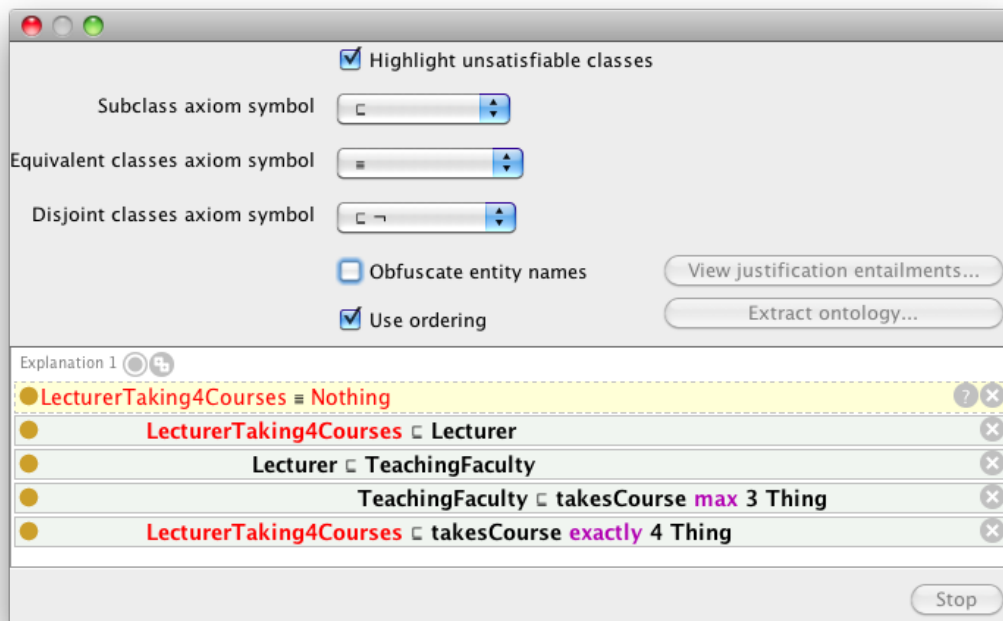 Highlight unsatisfiable classes
Subclass axiom symbol ⊏
Equivalent classes axiom symbol ≡
Disjoint classes axiom symbol ⊏ ¬
Obfuscate entity names View justification entailments...
Use ordering Extract ontology...
Explanation 1
LecturerTaking4Courses ≡ Nothing ?
LecturerTaking4Courses ⊏ Lecturer
Lecturer ⊏ TeachingFaculty
TeachingFaculty ⊏ takesCourse max 3 Thing
LecturerTaking4Courses ⊏ takesCourse exactly 4 Thing
Stop